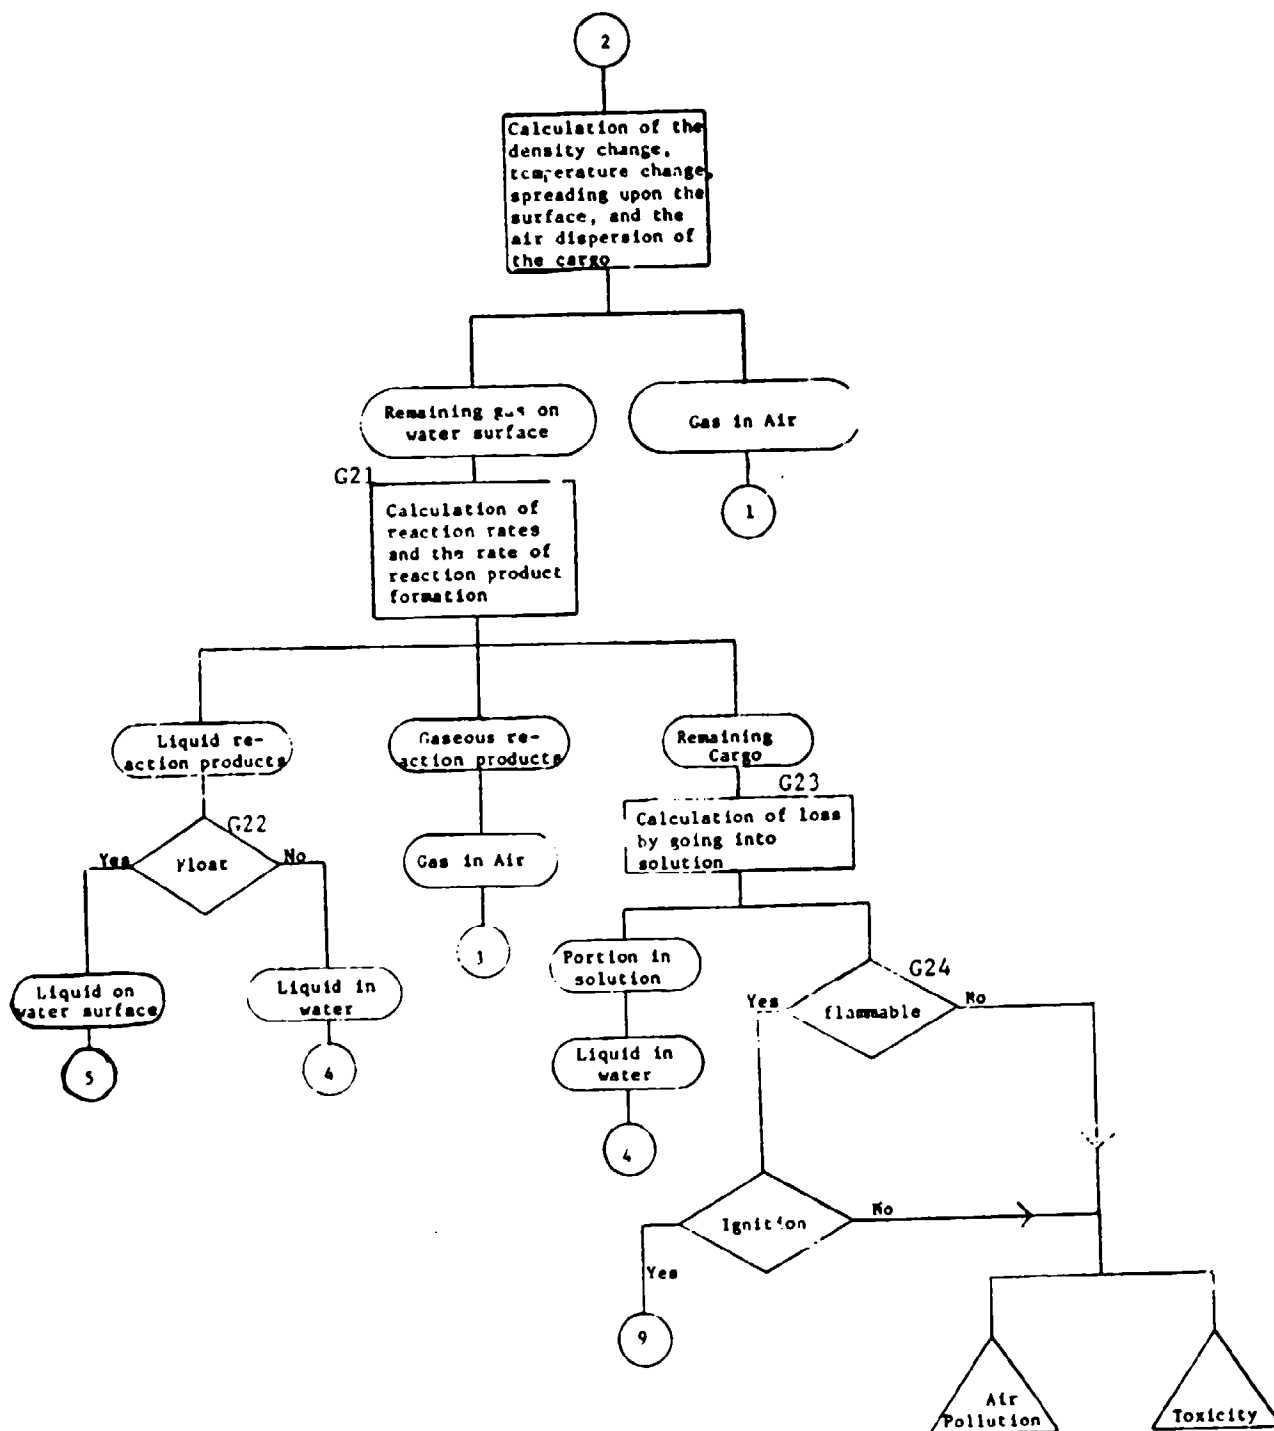 2
Calculation of the
density change,
temperature change,
spreading upon the
surface, and the
air dispersion of
the cargo
Remaining gas on
water surface
Gas in Air
1
G21
Calculation of
reaction rates
and the rate of
reaction product
formation
Liquid re-
action products
Gaseous re-
action products
Remaining
Cargo
G22
Float
Yes
No
Gas in Air
G23
Calculation of loss
by going into
solution
Liquid on
water surface
5
Liquid in
water
4
Portion in
solution
Liquid in
water
4
G24
flammable
Yes
No
Ignition
No
Yes
9
Air
Pollution
Toxicity